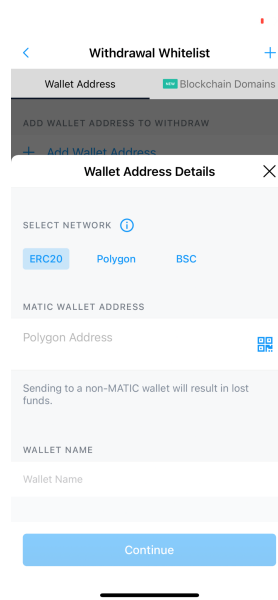 Withdrawal Whitelist
Wallet Address
NEW Blockchain Domains
ADD WALLET ADDRESS TO WITHDRAW
+ Add Wallet Address
Wallet Address Details
SELECT NETWORK
ERC20 Polygon BSC
MATIC WALLET ADDRESS
Polygon Address
Sending to a non-MATIC wallet will result in lost
funds.
WALLET NAME
Wallet Name
Continue